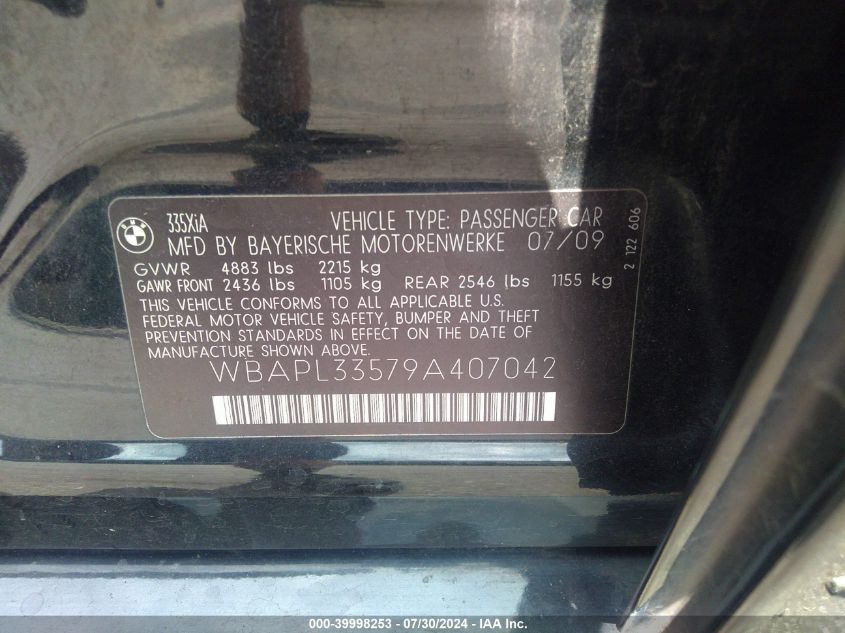 BMW
335XiA VEHICLE TYPE: PASSENGER CAR
MFD BY BAYERISCHE MOTORENWERKE 07/09
GVWR 4883 lbs 2215 kg
GAWR FRONT 2436 lbs 1105 kg REAR 2546 lbs 1155 kg
THIS VEHICLE CONFORMS TO ALL APPLICABLE U.S.
FEDERAL MOTOR VEHICLE SAFETY, BUMPER AND THEFT
PREVENTION STANDARDS IN EFFECT ON THE DATE OF
MANUFACTURE SHOWN ABOVE.
WBAPL33579A407042
2 122 606
000-39998253 - 07/30/2024 - IAA Inc.